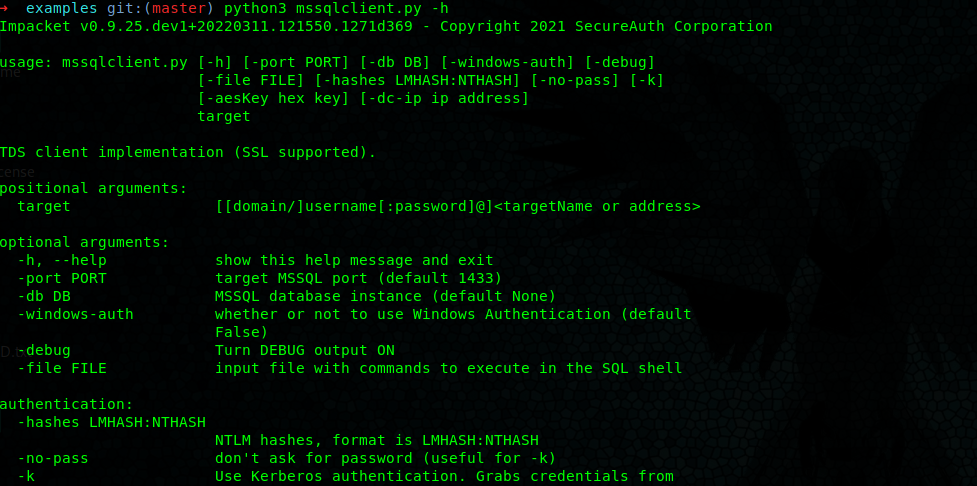 → examples git:(master) python3 mssqlclient.py -h
Impacket v0.9.25.dev1+20220311.121550.1271d369 - Copyright 2021 SecureAuth Corporation
usage: mssqlclient.py [-h] [-port PORT] [-db DB] [-windows-auth] [-debug]
[-file FILE] [-hashes LMHASH:NTHASH] [-no-pass] [-k]
[-aesKey hex key] [-dc-ip ip address]
target
TDS client implementation (SSL supported).
positional arguments:
target [[domain/]username[:password]@]<targetName or address>
optional arguments:
-h, --help show this help message and exit
-port PORT target MSSQL port (default 1433)
-db DB MSSQL database instance (default None)
-windows-auth whether or not to use Windows Authentication (default
False)
-debug Turn DEBUG output ON
-file FILE input file with commands to execute in the SQL shell
authentication:
-hashes LMHASH:NTHASH
NTLM hashes, format is LMHASH:NTHASH
-no-pass don't ask for password (useful for -k)
-k Use Kerberos authentication. Grabs credentials from